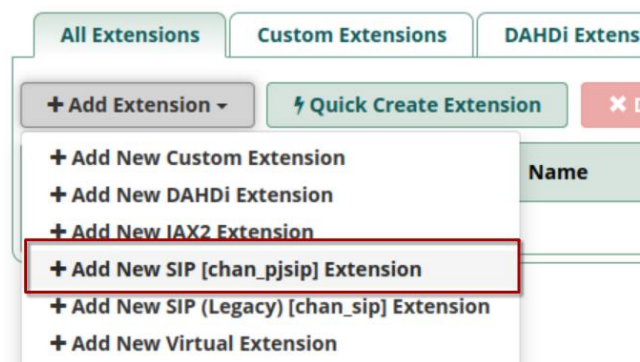 All Extensions Custom Extensions DAHDi Extens
+ Add Extension Quick Create Extension
Name
+ Add New Custom Extension
+ Add New DAHDi Extension
+ Add New IAX2 Extension
+ Add New SIP [chan_pjsip] Extension
+ Add New SIP (Legacy) [chan_sip] Extension
+ Add New Virtual Extension